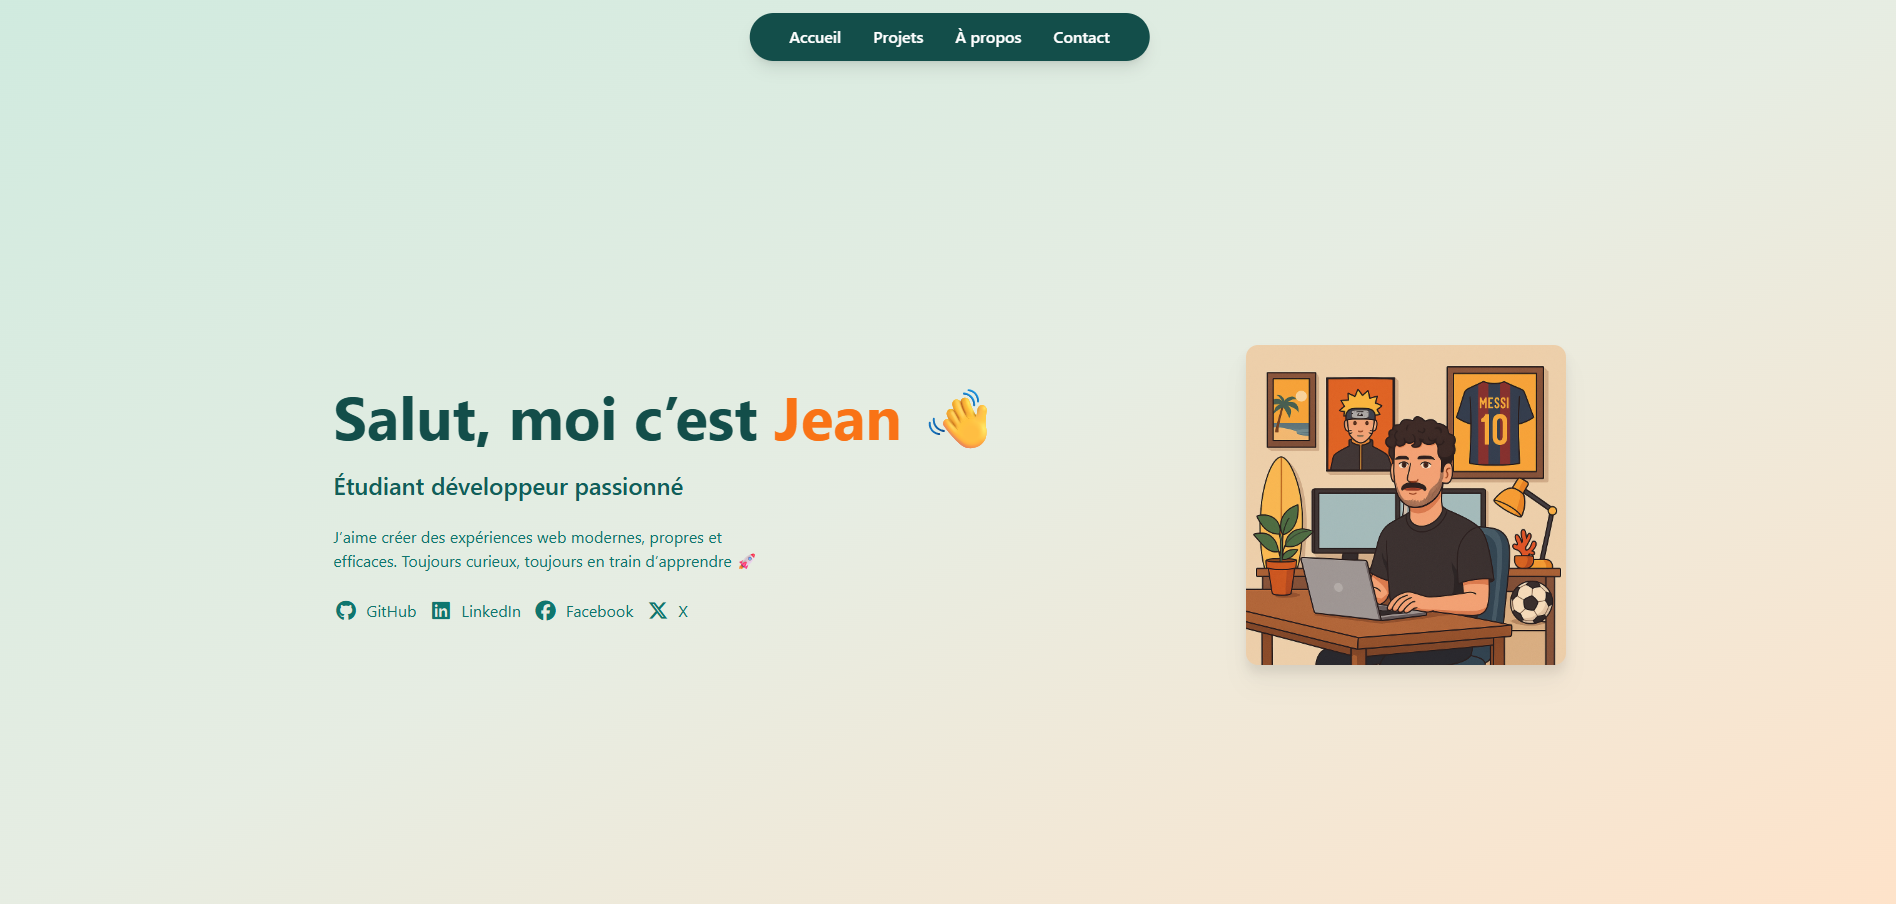 Accueil Projets À propos Contact
Salut, moi c’est Jean 👋
Étudiant développeur passionné
J’aime créer des expériences web modernes, propres et
efficaces. Toujours curieux, toujours en train d’apprendre 🚀
GitHub LinkedIn Facebook X
MESSI
10